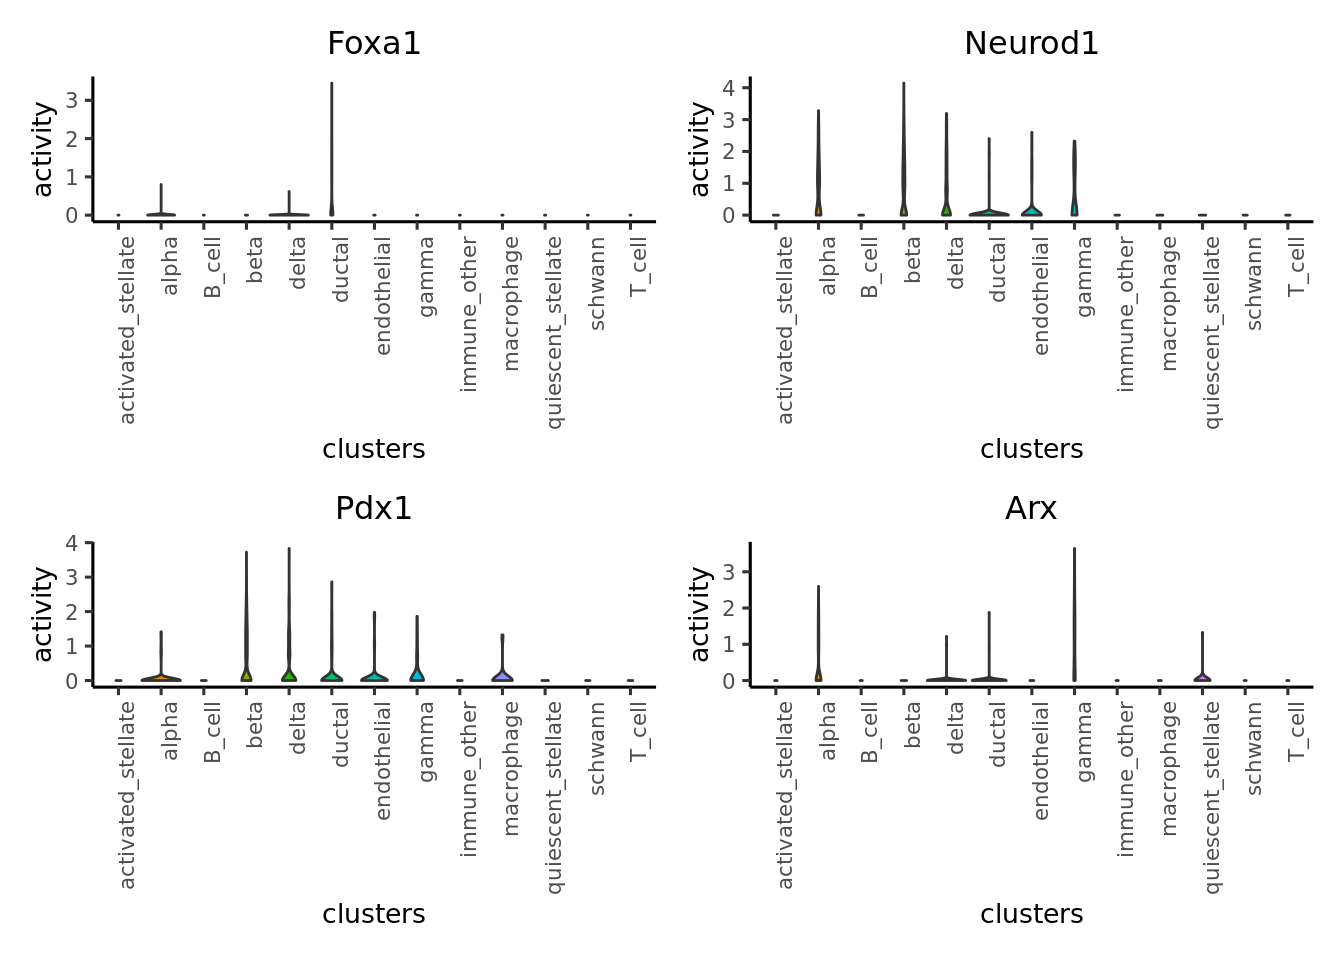 Foxa1
activity
3
2
1
0
activated_stellate
alpha
B_cell
beta
delta
ductal
endothelial
gamma
immune_other
macrophage
quiescent_stellate
schwann
T_cell
clusters
Neurod1
activity
4
3
2
1
0
activated_stellate
alpha
B_cell
beta
delta
ductal
endothelial
gamma
immune_other
macrophage
quiescent_stellate
schwann
T_cell
clusters
Pdx1
activity
4
3
2
1
0
activated_stellate
alpha
B_cell
beta
delta
ductal
endothelial
gamma
immune_other
macrophage
quiescent_stellate
schwann
T_cell
clusters
Arx
activity
3
2
1
0
activated_stellate
alpha
B_cell
beta
delta
ductal
endothelial
gamma
immune_other
macrophage
quiescent_stellate
schwann
T_cell
clusters